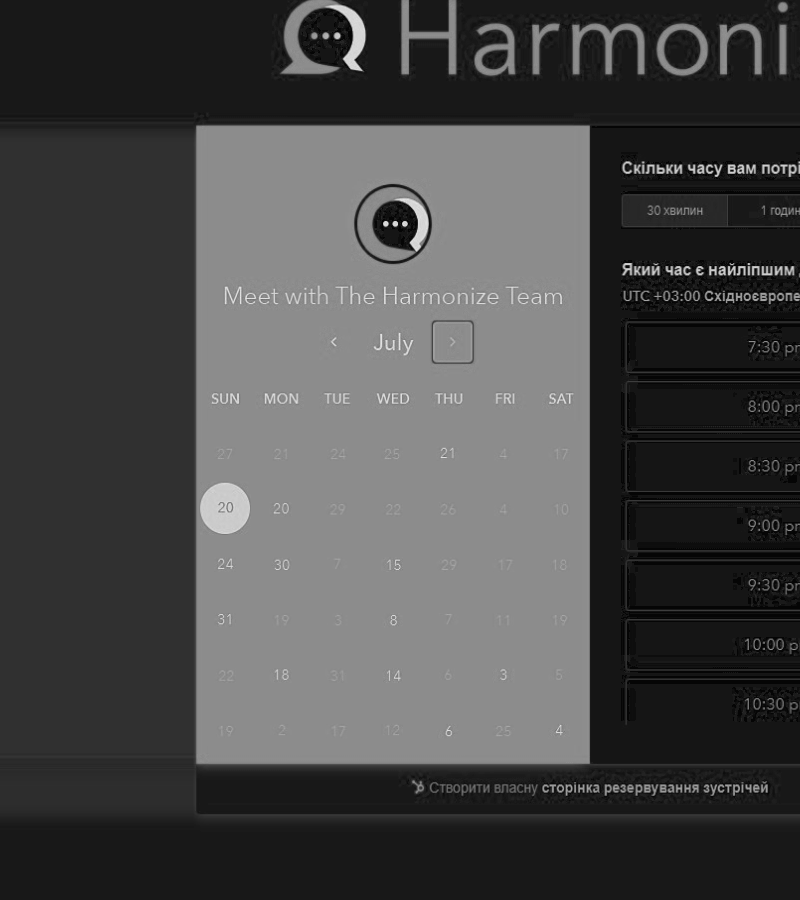 Harmoni
Meet with The Harmonize Team
July
SUN MON TUE WED THU FRI SAT
27 21 24 25 21 4 17
20 20 29 22 26 4 10
24 30 7 15 29 17 18
31 19 3 8 7 11 19
22 18 31 14 6 3 5
19 2 17 12 6 25 4
Скільки часу вам потрі
30 хвилин 1 годин
Який час є найліпшим
UTC +03:00 Східноєвропе
7:30 pr
8:00 pr
8:30 pr
9:00 pr
9:30 pr
10:00 p
10:30 p
Створити власну сторінка резервування зустрічей